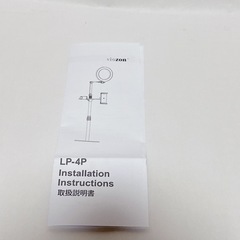 LP-4P
Installation
Instructions
取扱説明書